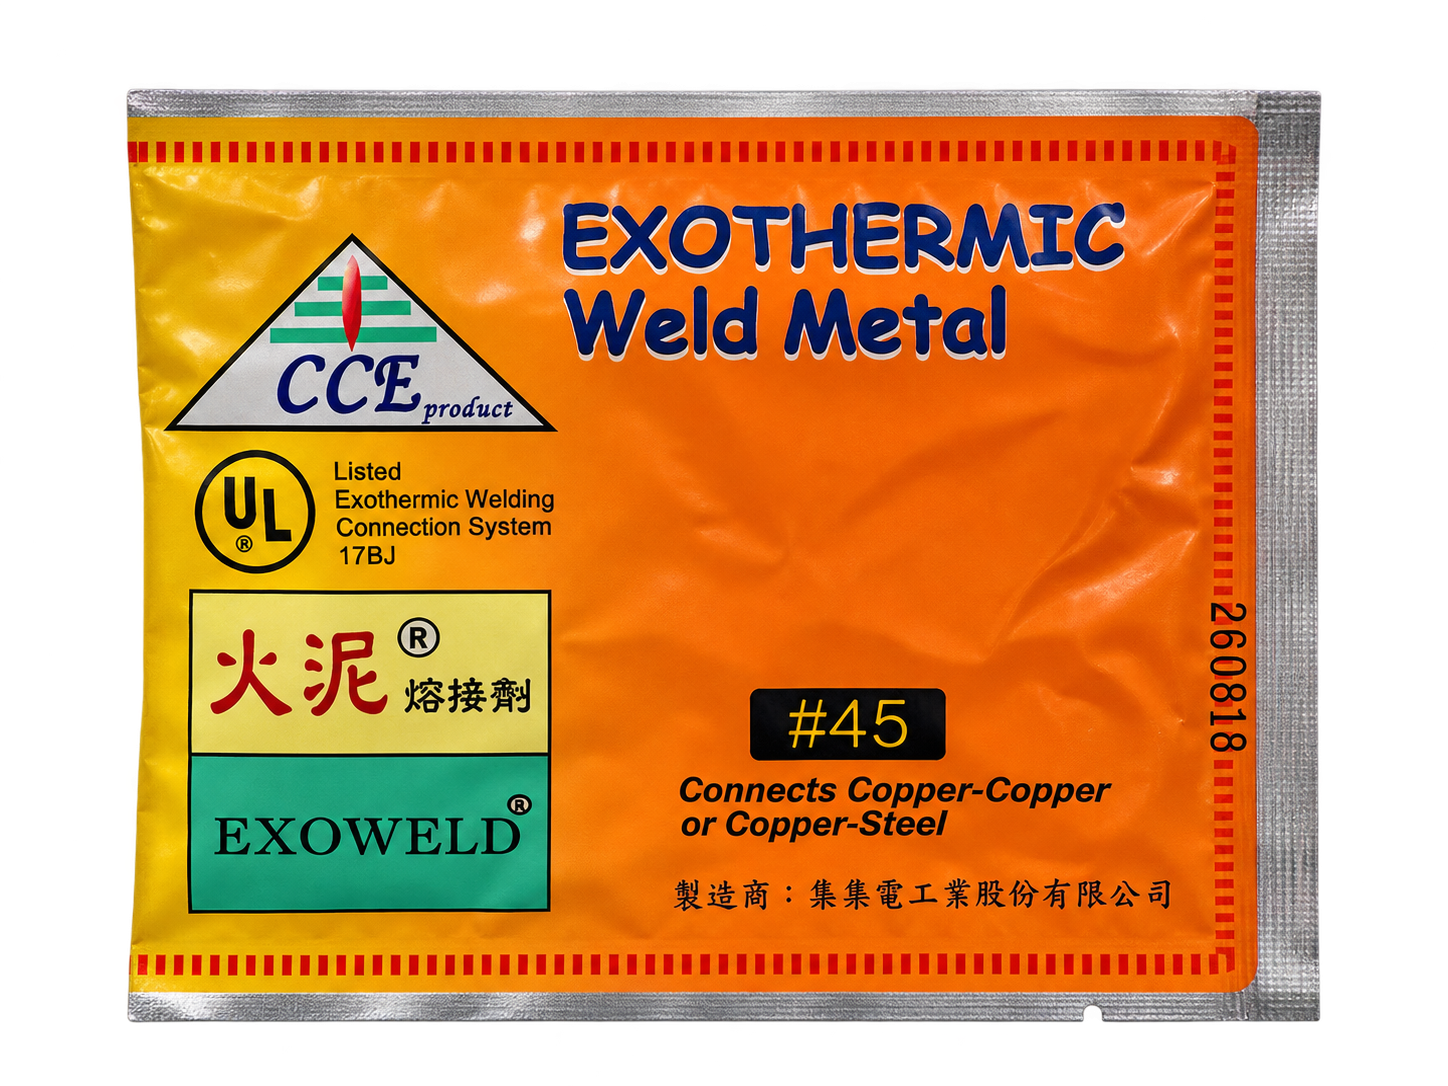 EXOTHERMIC
Weld Metal
CCE product
UL
®
Listed
Exothermic Welding
Connection System
17BJ
火泥®
熔接劑
EXOWELD®
#45
Connects Copper-Copper
or Copper-Steel
製造商：集集電工業股份有限公司
260818